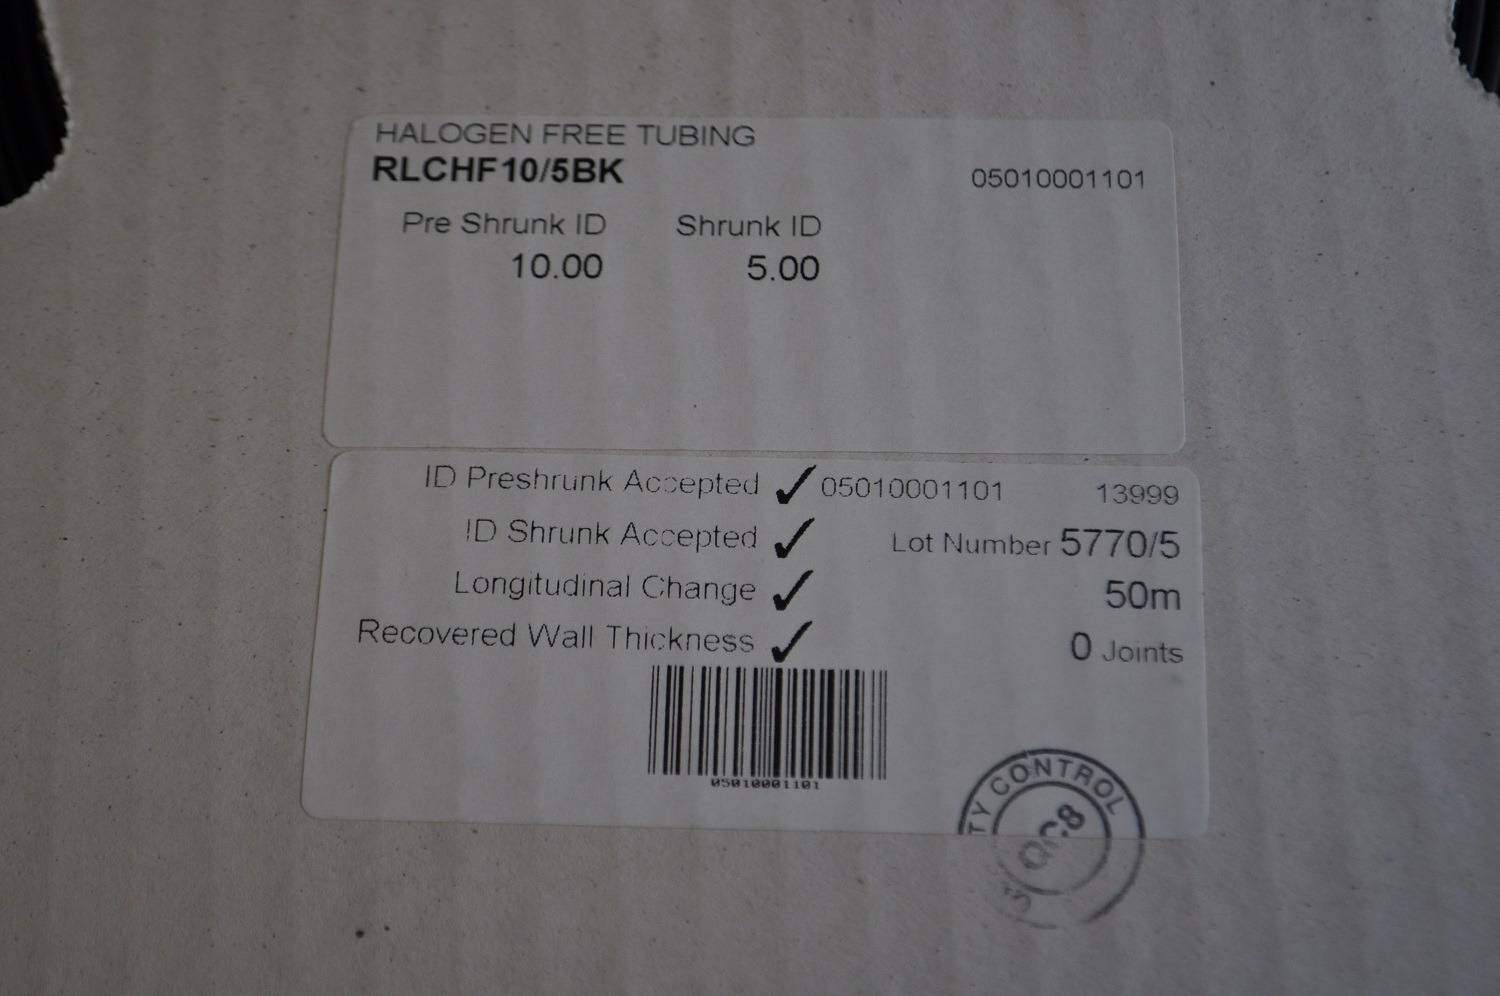 HALOGEN FREE TUBING
RLCHF10/5BK
05010001101
Pre Shrunk ID Shrunk ID
10.00 5.00
ID Preshrunk Accepted ✓ 05010001101 13999
ID Shrunk Accepted ✓ Lot Number 5770/5
Longitudinal Change ✓ 50m
Recovered Wall Thickness ✓ 0 Joints
05010001101
TY CONTROL
QC8